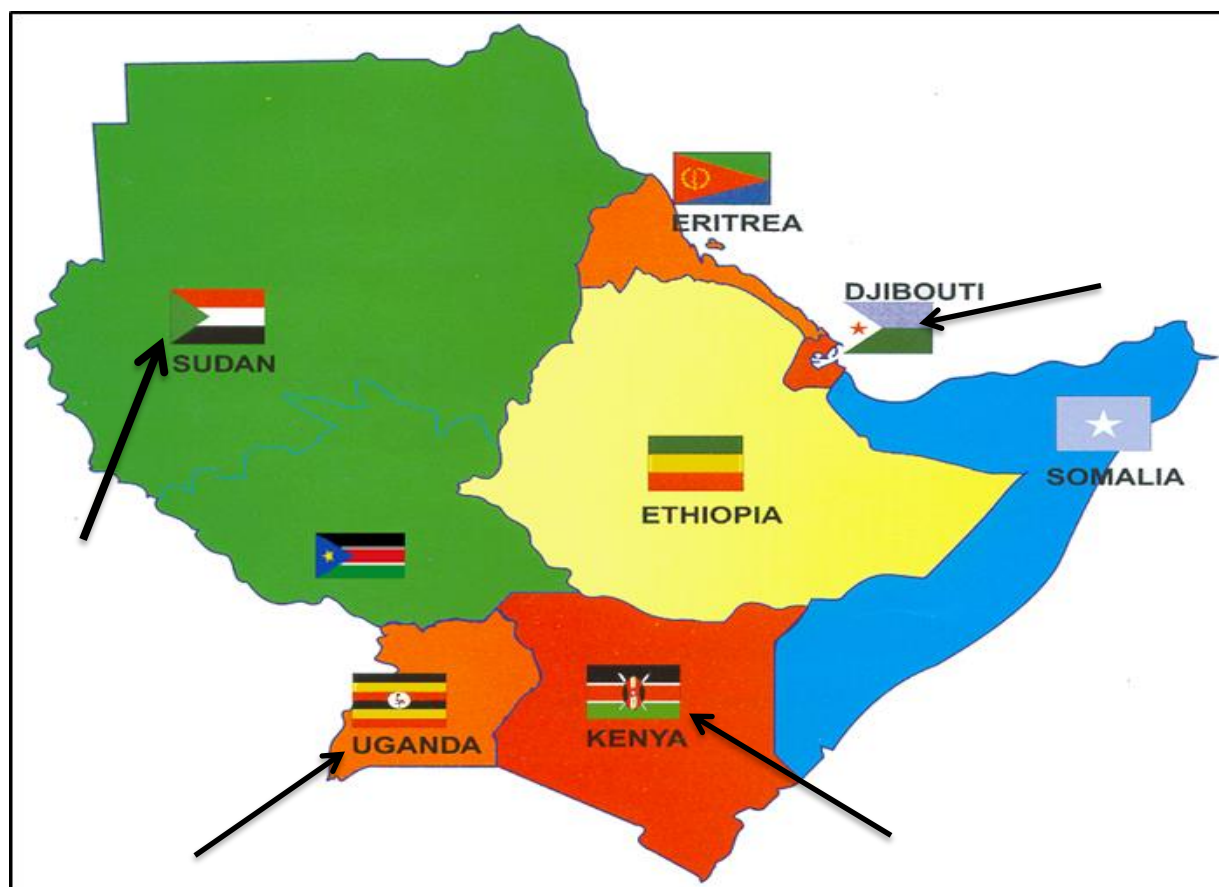 ERITREA
DJIBOUTI
SUDAN
SOMALIA
ETHIOPIA
UGANDA
KENYA